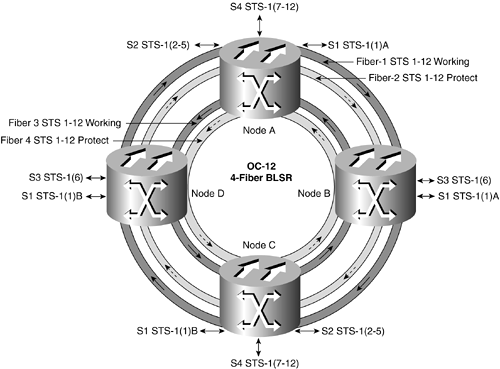 S4 STS-1(7-12)
S2 STS-1(2-5)
S1 STS-1(1)A
Fiber-1 STS 1-12 Working
Fiber-2 STS 1-12 Protect
Fiber 3 STS 1-12 Working
Fiber 4 STS 1-12 Protect
Node A
OC-12
4-Fiber BLSR
S3 STS-1(6)
S1 STS-1(1)B
Node D
Node B
S3 STS-1(6)
S1 STS-1(1)A
Node C
S1 STS-1(1)B
S2 STS-1(2-5)
S4 STS-1(7-12)